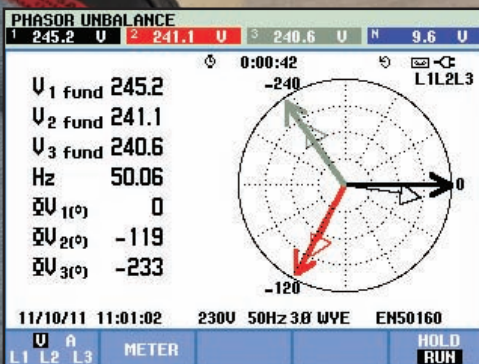 PHASOR UNBALANCE
1 245.2 V 2 241.1 V 3 240.6 V N 9.6 V
0:00:42
-240
L1L2L3
V1 fund 245.2
V2 fund 241.1
V3 fund 240.6
Hz 50.06
0
ΦV1(°) 0
ΦV2(°) -119
ΦV3(°) -233
-120
11/10/11 11:01:02 230V 50Hz 3.0 WYE EN50160
V A
L1 L2 L3
METER
HOLD
RUN